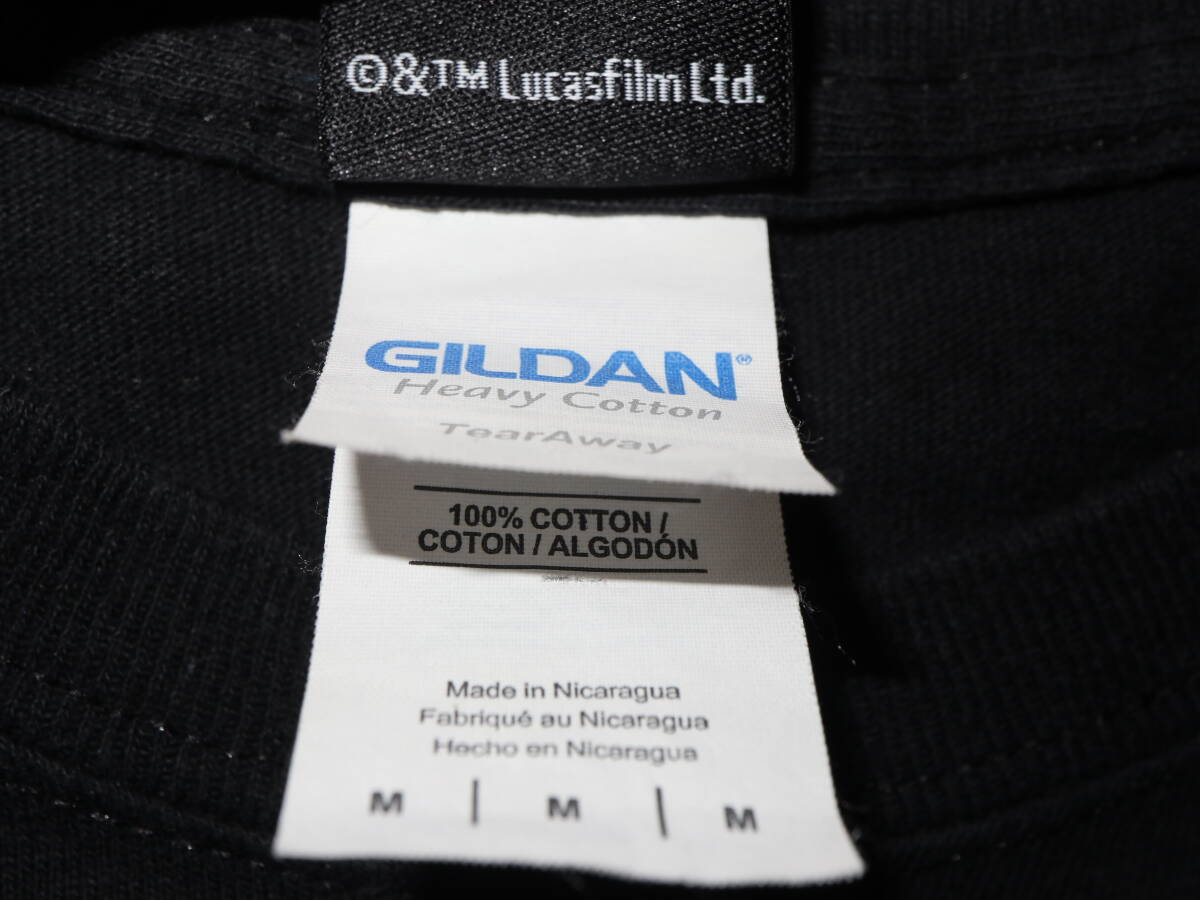 ©&™ Lucasfilm Ltd.
GILDAN®
Heavy Cotton
TearAway
100% COTTON /
COTON / ALGODÓN
Made in Nicaragua
Fabriqué au Nicaragua
Hecho en Nicaragua
M | M | M